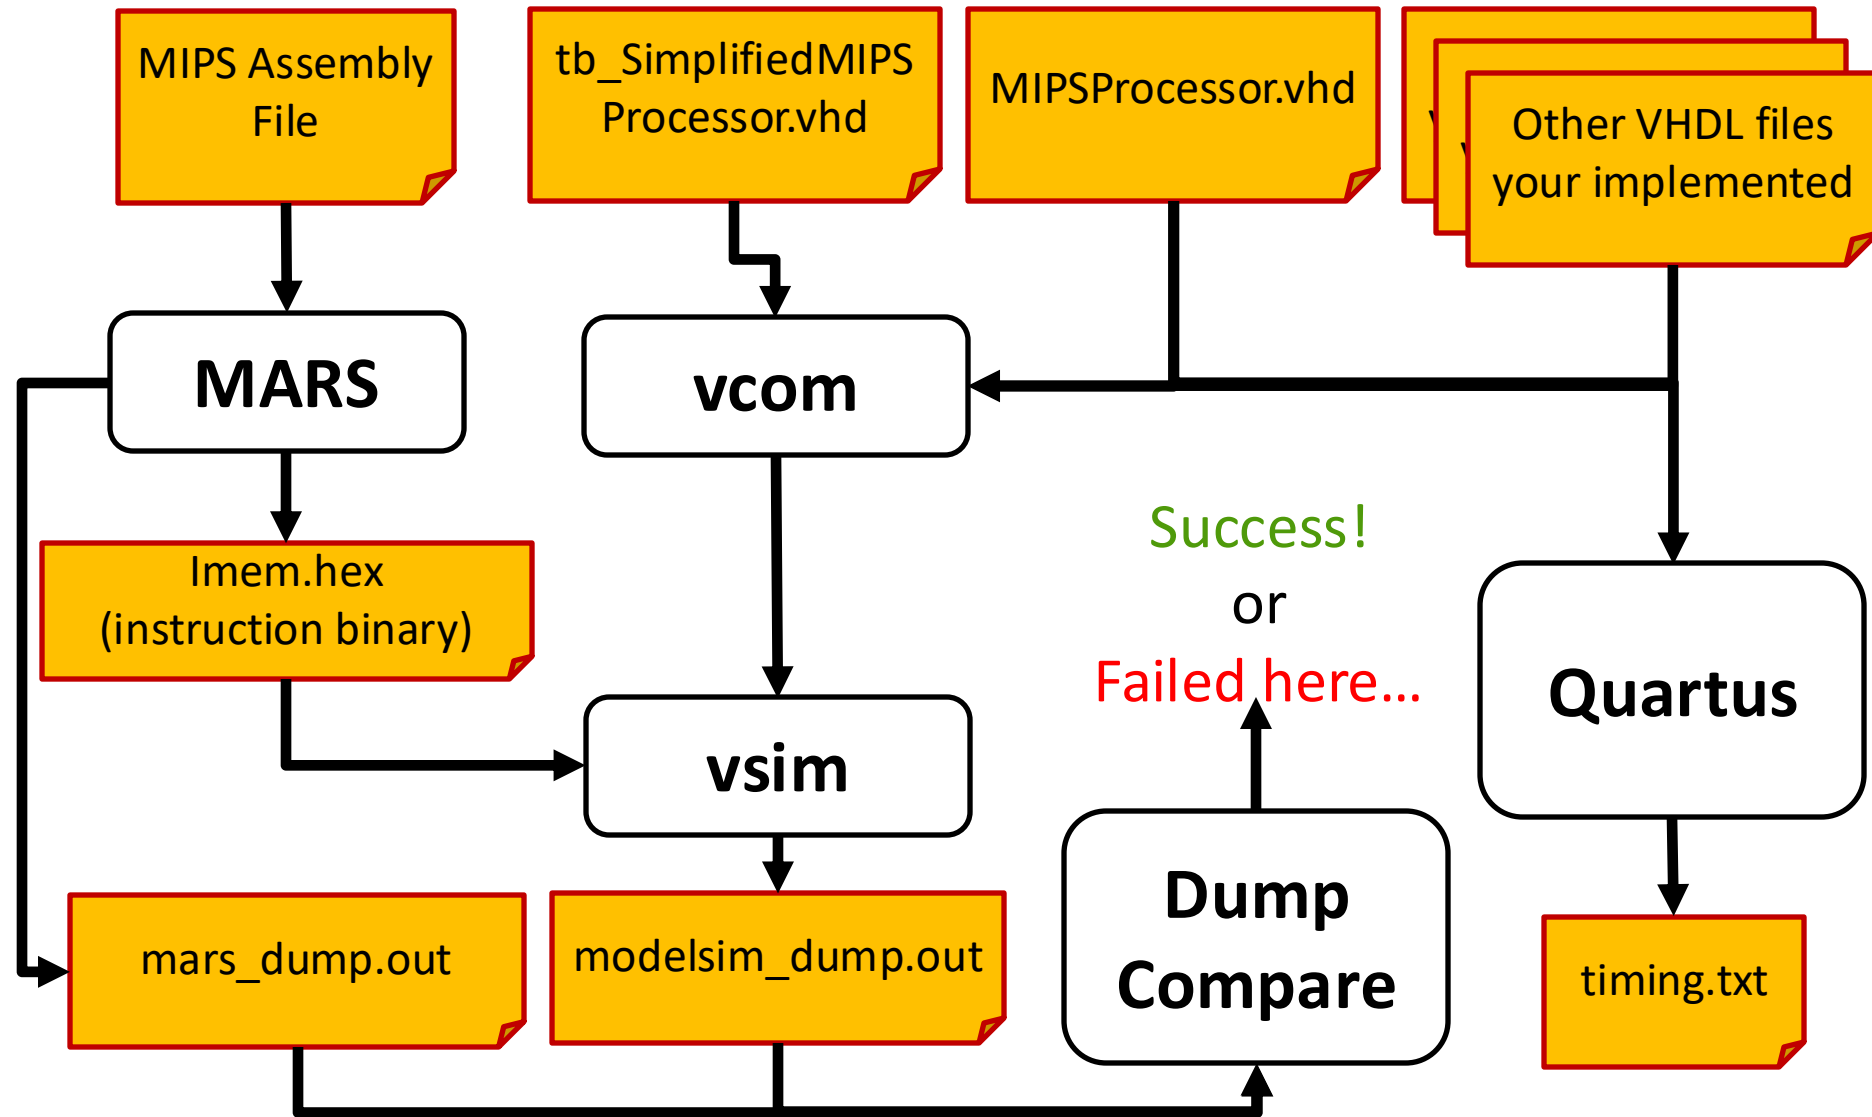 MIPS Assembly
File
tb_SimplifiedMIPS
Processor.vhd
MIPSProcessor.vhd
Other VHDL files
your implemented
MARS
vcom
Imem.hex
(instruction binary)
Success!
or
Failed here...
Quartus
vsim
mars_dump.out
modelsim_dump.out
Dump
Compare
timing.txt